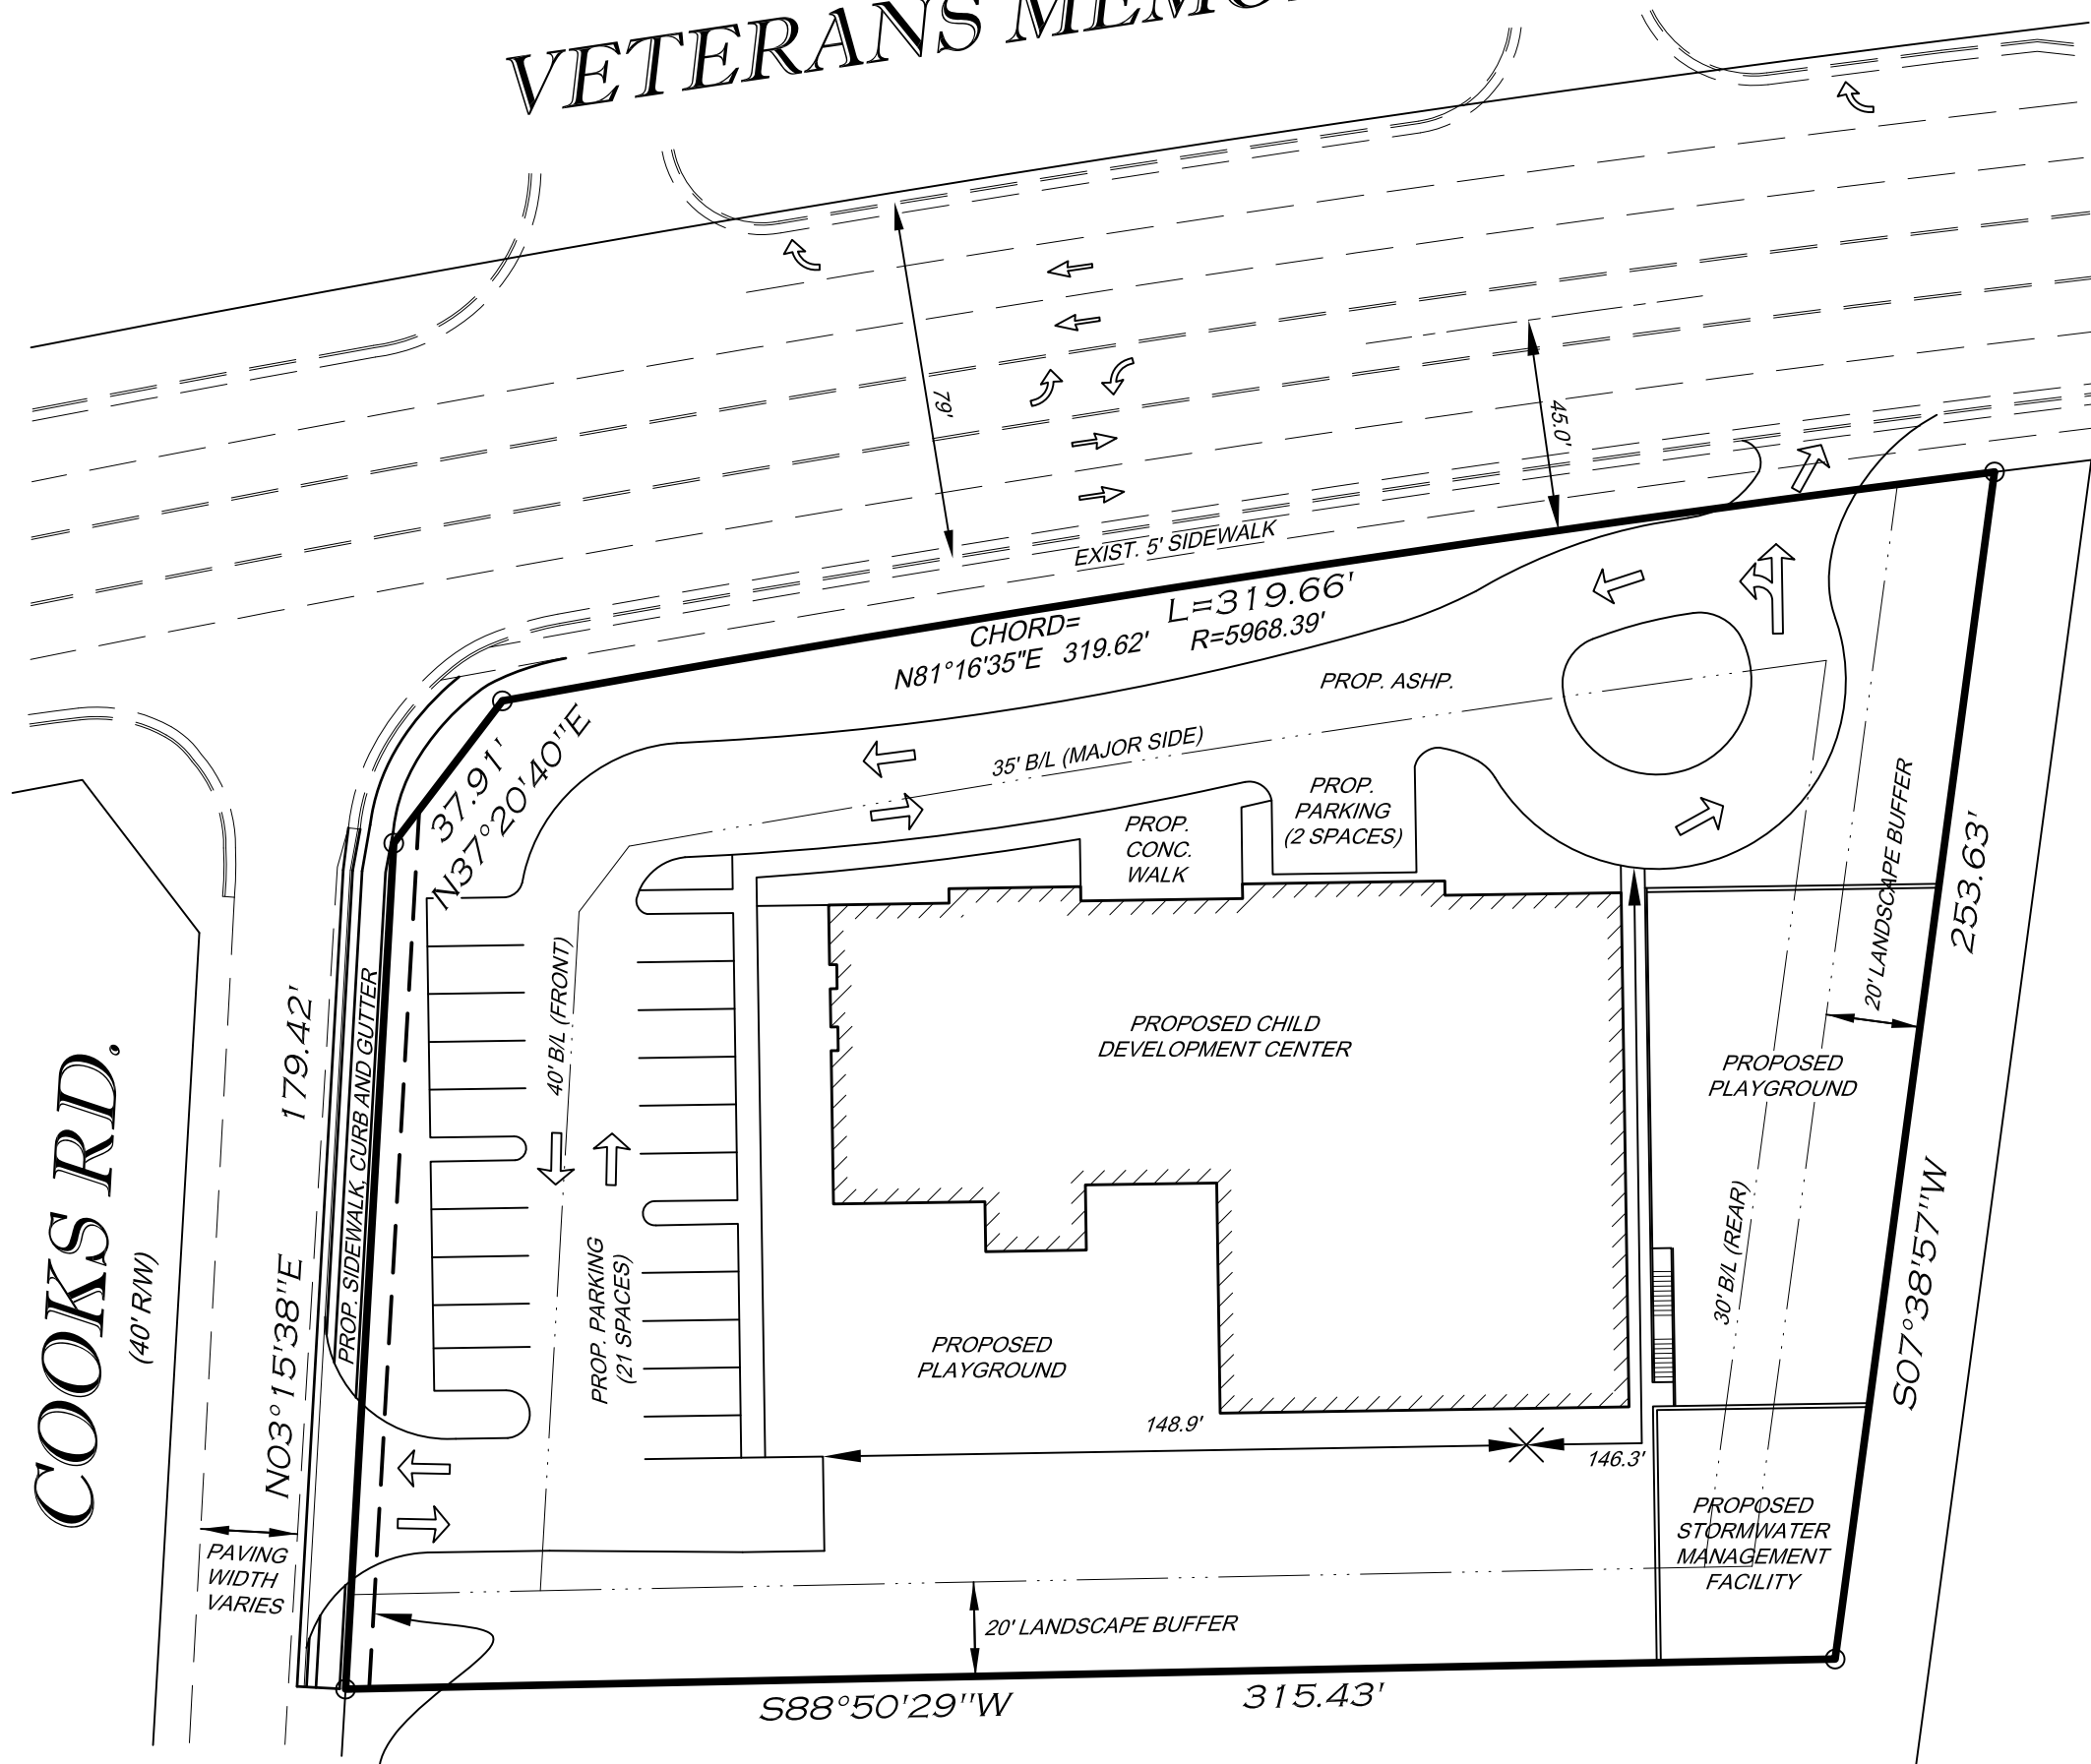 VETERANS
79'
45.0'
EXIST. 5' SIDEWALK
L=319.66'
CHORD=
R=5968.39'
N81°16'35"E 319.62'
PROP. ASHP.
37.91'
N37°20'40"E
35' B/L (MAJOR SIDE)
PROP.
PARKING
(2 SPACES)
PROP.
CONC.
WALK
20' LANDSCAPE BUFFER
253.63'
40' B/L (FRONT)
179.42'
PROP. SIDEWALK, CURB AND GUTTER
PROPOSED CHILD
DEVELOPMENT CENTER
PROPOSED
PLAYGROUND
COOKS RD.
(40' R/W)
N03°15'38"E
PROP. PARKING
(21 SPACES)
30' B/L (REAR)
S07°38'57"W
PROPOSED
PLAYGROUND
148.9'
146.3'
PROPOSED
STORMWATER
MANAGEMENT
FACILITY
PAVING
WIDTH
VARIES
20' LANDSCAPE BUFFER
S88°50'29"W
315.43'